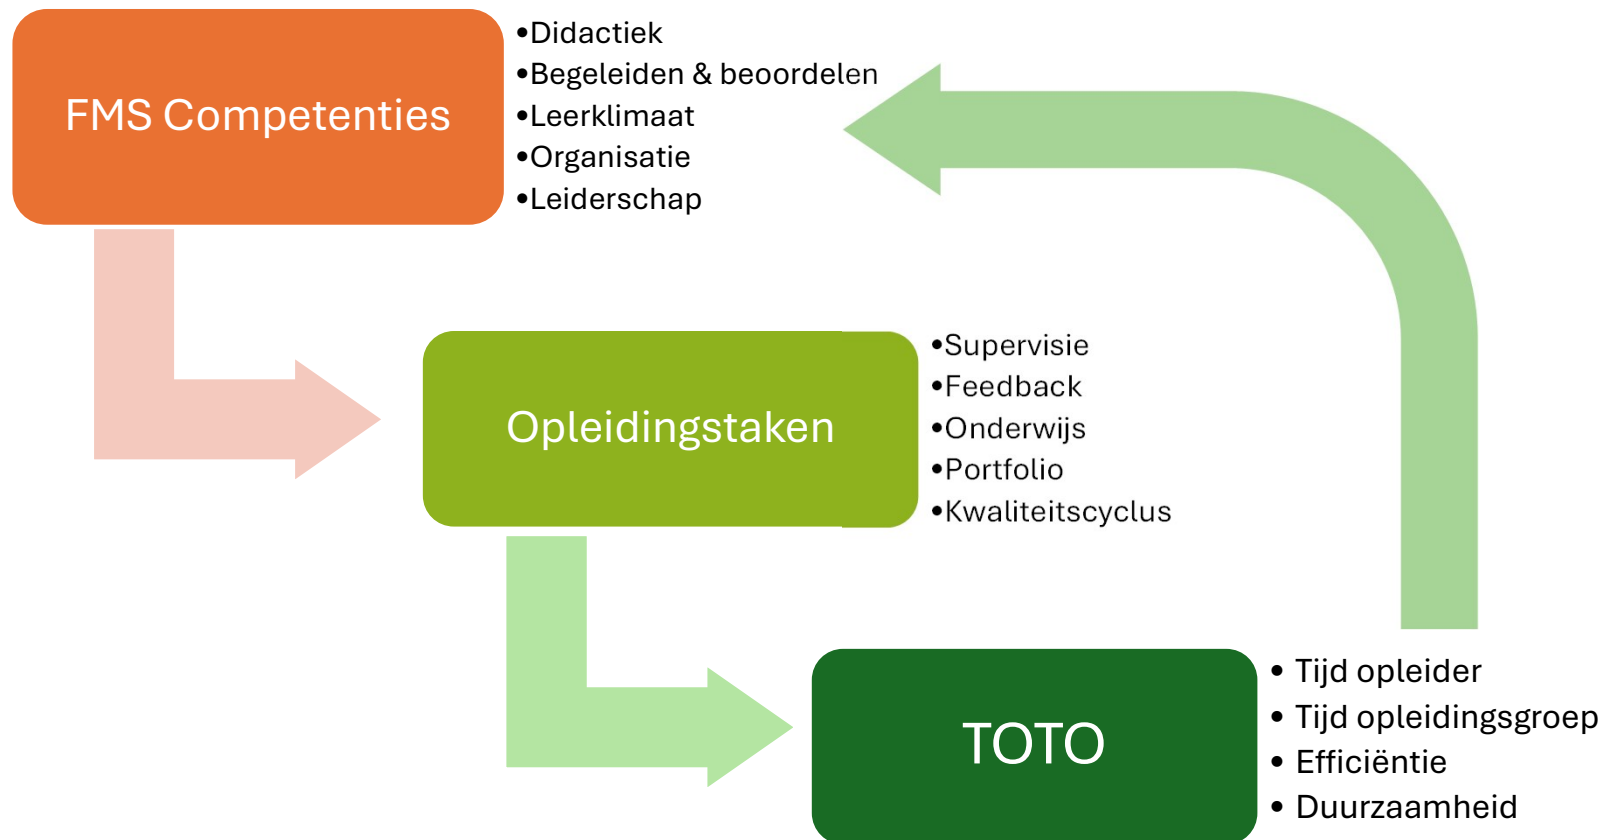 FMS Competenties
•Didactiek
•Begeleiden & beoordelen
•Leerklimaat
•Organisatie
•Leiderschap
Opleidingstaken
•Supervisie
•Feedback
•Onderwijs
•Portfolio
•Kwaliteitscyclus
TOTO
• Tijd opleider
• Tijd opleidingsgroep
• Efficiëntie
• Duurzaamheid